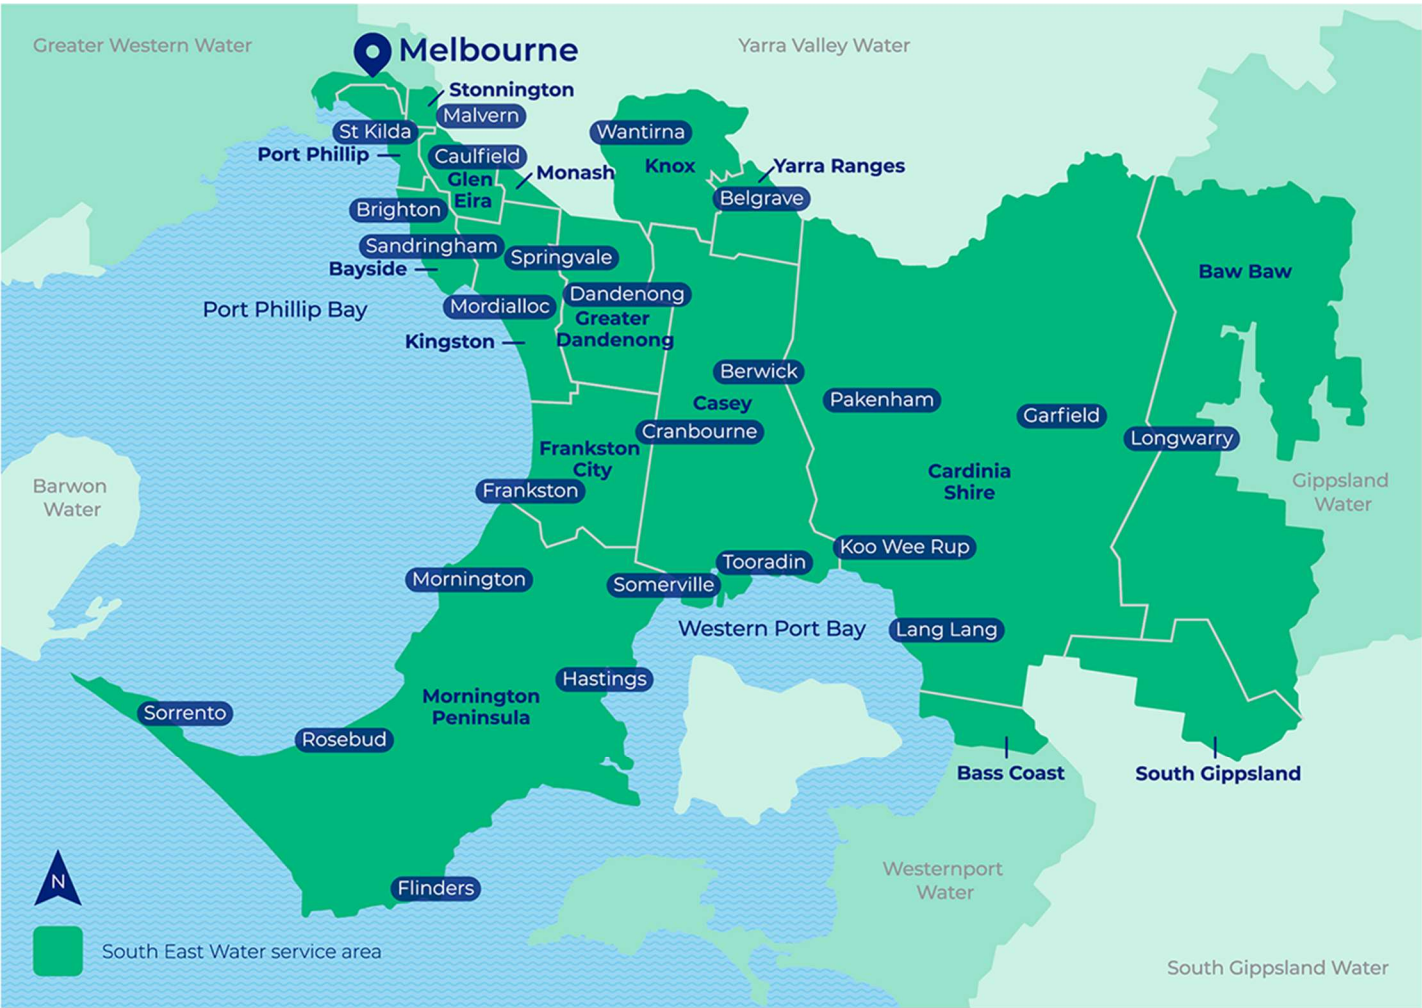 Greater Western Water
Melbourne
Yarra Valley Water
Stonnington
Malvern
St Kilda
Port Phillip
Wantirna
Caulfield
Glen
Eira
Monash
Knox
Yarra Ranges
Belgrave
Brighton
Sandringham
Bayside
Springvale
Baw Baw
Port Phillip Bay
Mordialloc
Dandenong
Greater
Dandenong
Kingston
Berwick
Casey
Cranbourne
Pakenham
Garfield
Longwarry
Frankston
City
Frankston
Cardinia
Shire
Barwon
Water
Gippsland
Water
Koo Wee Rup
Tooradin
Mornington
Somerville
Western Port Bay
Lang Lang
Hastings
Mornington
Peninsula
Sorrento
Rosebud
Bass Coast
South Gippsland
Westernport
Water
Flinders
N
South East Water service area
South Gippsland Water